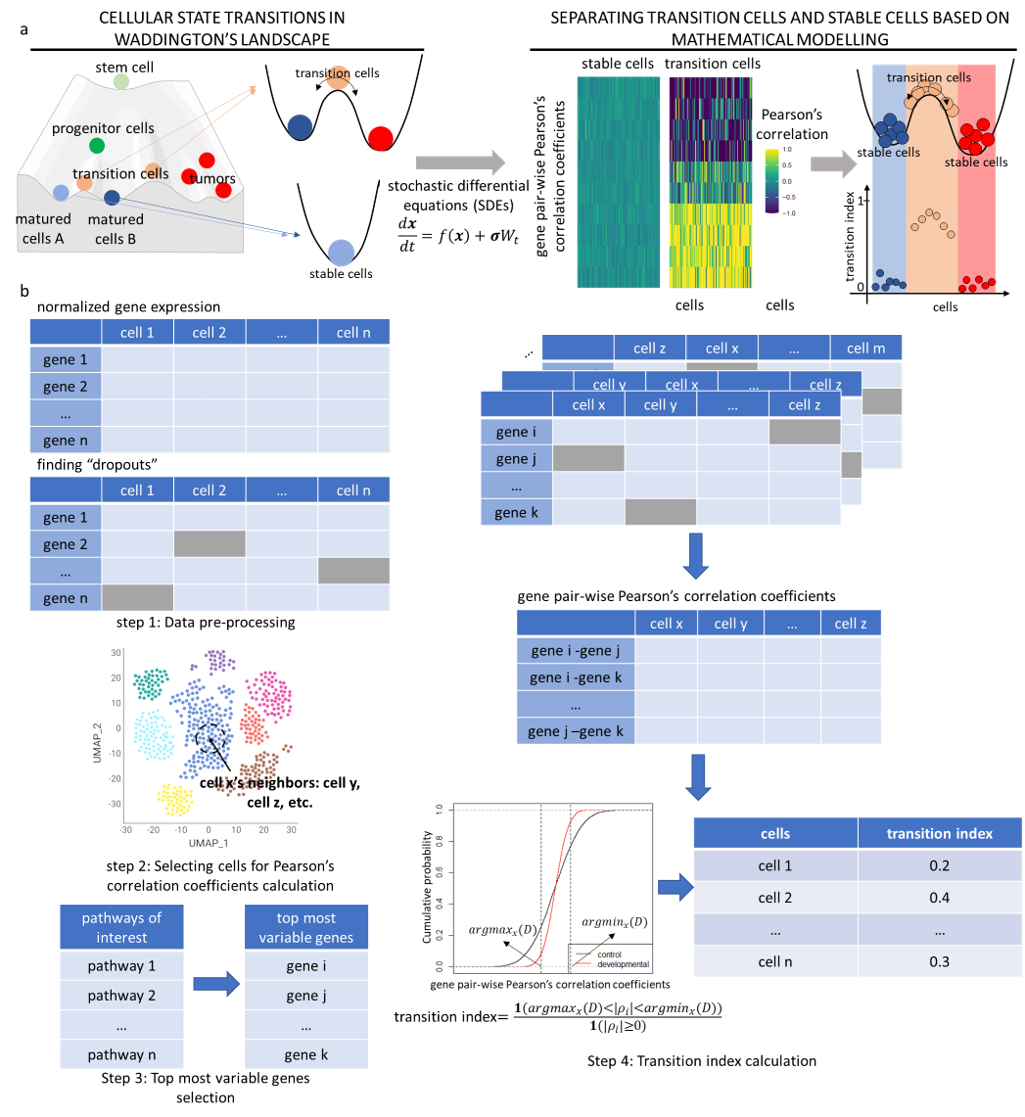 a
CELLULAR STATE TRANSITIONS IN
WADDINGTON'S LANDSCAPE
stem cell
progenitor cells
transition cells
tumors
matured
cells A
matured
cells B
transition cells
stable cells
stochastic differential
equations (SDEs)
dx/dt = f(x) + σW_t
SEPARATING TRANSITION CELLS AND STABLE CELLS BASED ON
MATHEMATICAL MODELLING
stable cells transition cells
gene pair-wise Pearson's
correlation coefficients
Pearson's
correlation
1.0
0.5
0.0
−0.5
−1.0
cells cells
transition cells
stable cells
stable cells
transition index
1
0
cells
b
normalized gene expression
cell 1 cell 2 ... cell n
gene 1
gene 2
...
gene n
finding “dropouts”
cell 1 cell 2 ... cell n
gene 1
gene 2
...
gene n
step 1: Data pre-processing
UMAP_2
30
20
10
0
-10
-20
-30
-30 -20 -10 0 10 20 30
UMAP_1
cell x's neighbors: cell y,
cell z, etc.
step 2: Selecting cells for Pearson's
correlation coefficients calculation
pathways of
interest
pathway 1
pathway 2
...
pathway n
top most
variable genes
gene i
gene j
...
gene k
Step 3: Top most variable genes
selection
...
cell z cell x ... cell m
cell y cell x ... cell z
cell x cell y ... cell z
gene i
gene j
...
gene k
gene pair-wise Pearson's correlation coefficients
cell x cell y ... cell z
gene i -gene j
gene i -gene k
...
gene j –gene k
Cumulative probability
1.0
0.8
0.6
0.4
0.2
0.0
argmax_x(D)
argmin_x(D)
control
developmental
gene pair-wise Pearson's correlation coefficients
transition index= 1(argmax_x(D)<|ρ_i|<argmin_x(D)) / 1(|ρ_i|≥0)
cells transition index
cell 1 0.2
cell 2 0.4
... ...
cell n 0.3
Step 4: Transition index calculation